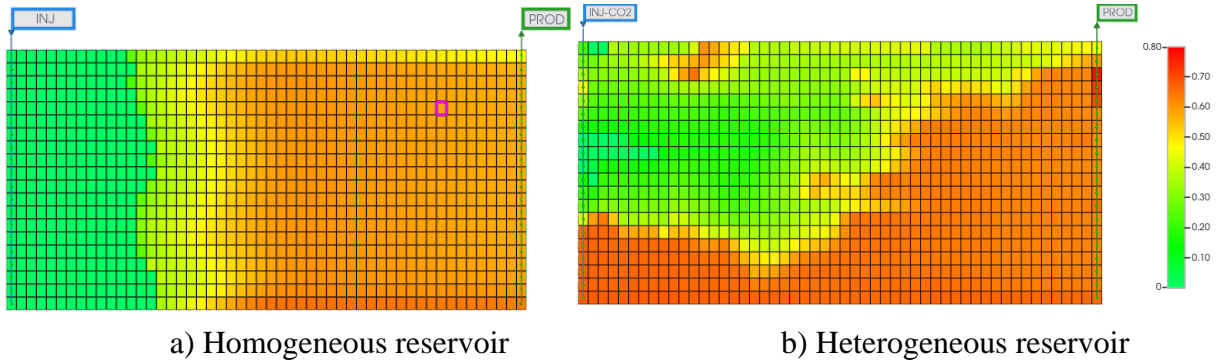 INJ
PROD
INJ-CO2
PROD
0.80
0.70
0.60
0.50
0.40
0.30
0.20
0.10
0
a) Homogeneous reservoir
b) Heterogeneous reservoir